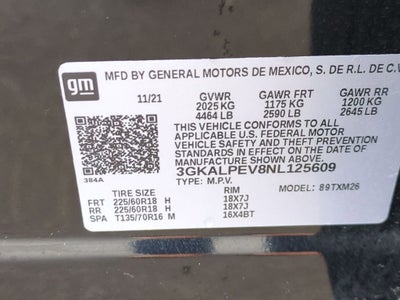 gm
MFD BY GENERAL MOTORS DE MEXICO, S. DE R.L. DE C.V
11/21 GVWR GAWR FRT GAWR RR
2025 KG 1175 KG 1200 KG
4464 LB 2590 LB 2645 LB
THIS VEHICLE CONFORMS TO ALL
APPLICABLE U.S. FEDERAL MOTOR
VEHICLE SAFETY, BUMPER, AND THEFT
PREVENTION STANDARDS IN EFFECT ON
THE DATE OF MANUFACTURE SHOWN ABOVE.
3GKALPEV8NL125609
384A TYPE: M.P.V. MODEL: 89TXM26
TIRE SIZE RIM
FRT 225/60R18 H 18X7J
RR 225/60R18 H 18X7J
SPA T135/70R16 M 16X4BT